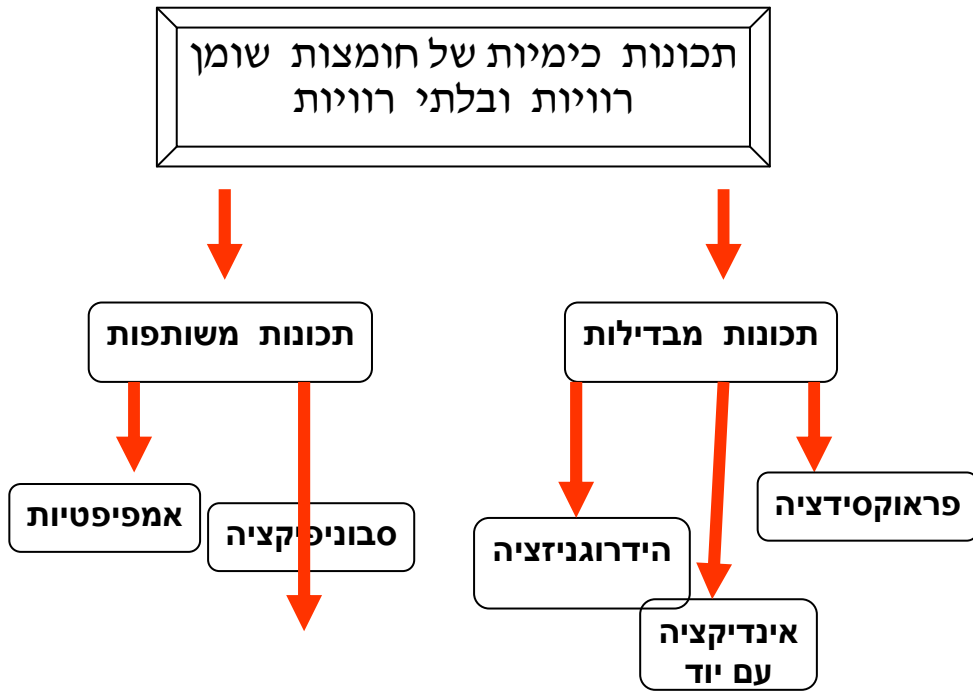 תכונות כימיות של חומצות שומן
רוויות ובלתי רוויות
תכונות מבדילות
תכונות משותפות
פראוקסידציה
הידרוגניזציה
אינדיקציה
עם יוד
סבוניפיקציה
אמפיפטיות